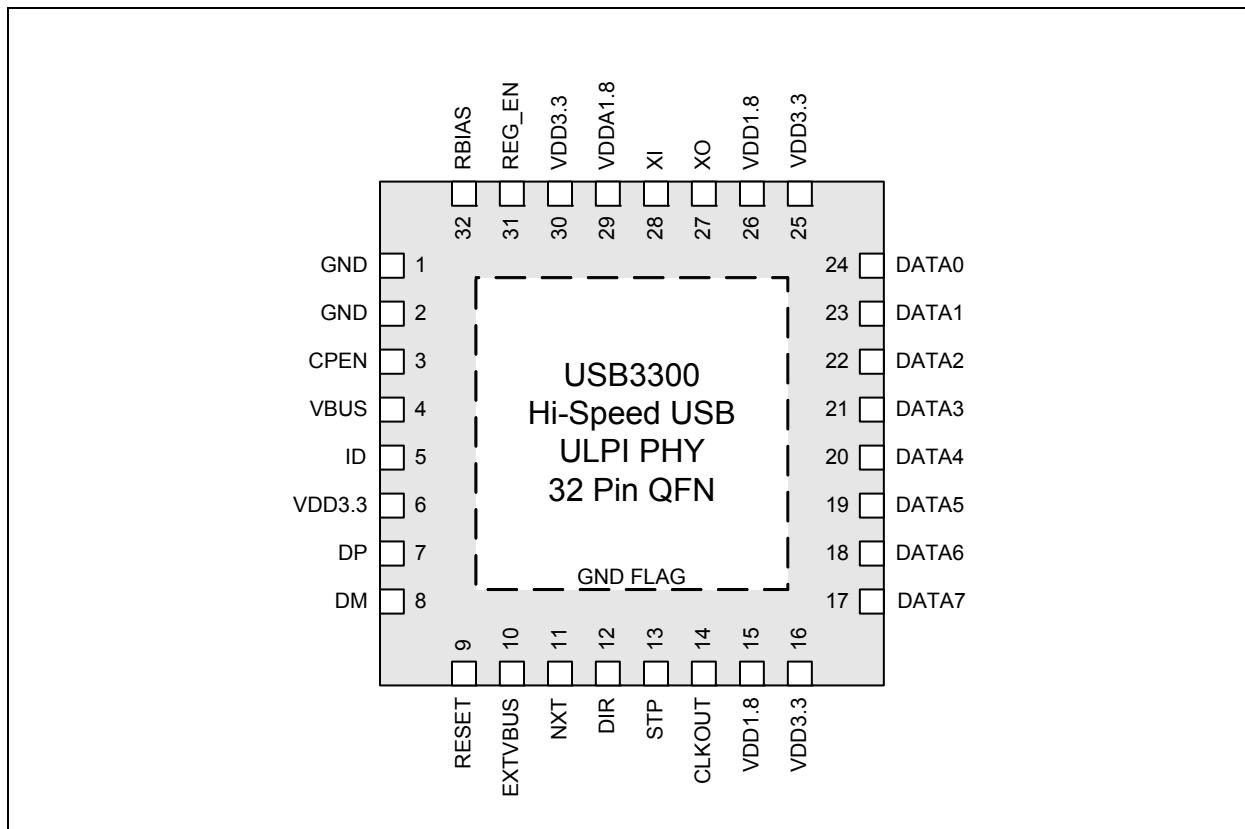 RBIAS
REG_EN
VDD3.3
VDDA1.8
XI
XO
VDD1.8
VDD3.3
32
31
30
29
28
27
26
25
GND 1
GND 2
CPEN 3
VBUS 4
ID 5
VDD3.3 6
DP 7
DM 8
USB3300
Hi-Speed USB
ULPI PHY
32 Pin QFN
GND FLAG
24 DATA0
23 DATA1
22 DATA2
21 DATA3
20 DATA4
19 DATA5
18 DATA6
17 DATA7
9
10
11
12
13
14
15
16
RESET
EXTVBUS
NXT
DIR
STP
CLKOUT
VDD1.8
VDD3.3